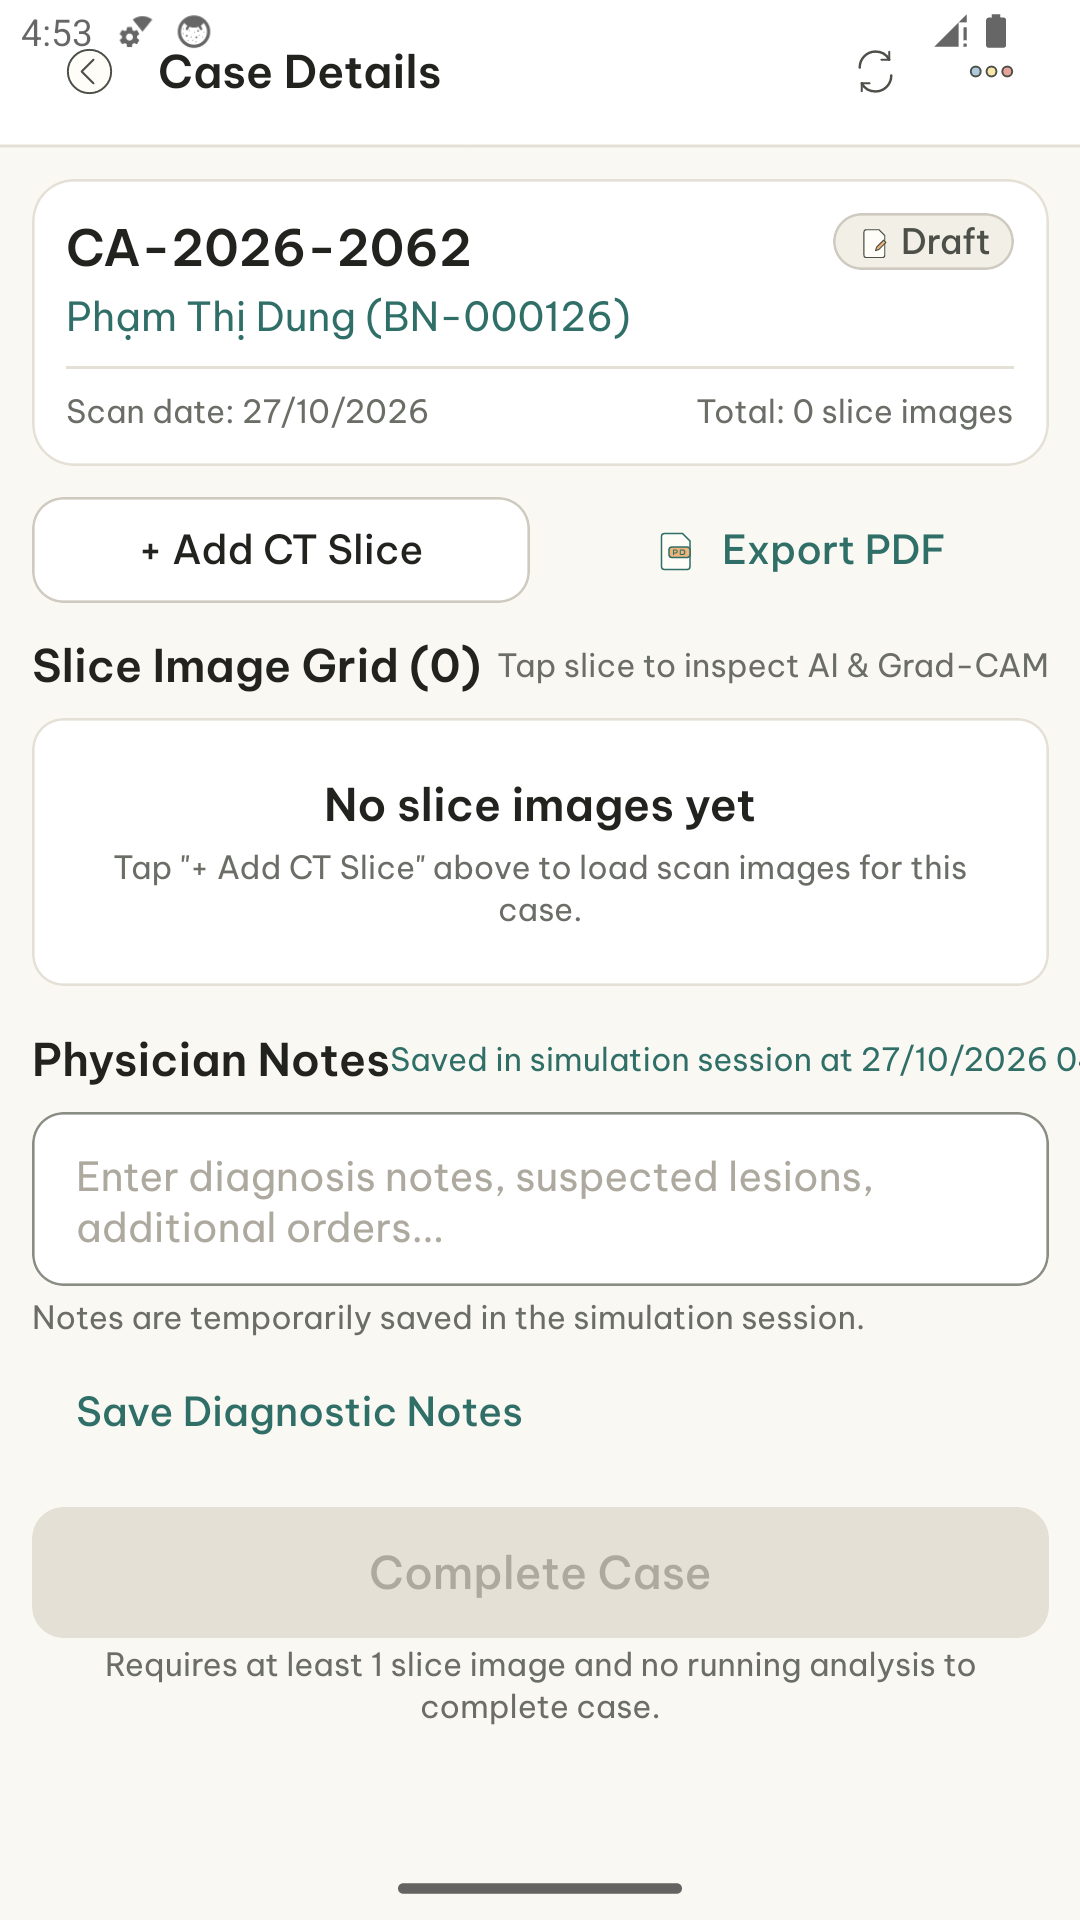 4:53
Case Details
CA-2026-2062
Draft
Phạm Thị Dung (BN-000126)
Scan date: 27/10/2026
Total: 0 slice images
+ Add CT Slice
PD
Export PDF
Slice Image Grid (0)
Tap slice to inspect AI & Grad-CAM
No slice images yet
Tap "+ Add CT Slice" above to load scan images for this
case.
Physician Notes
Saved in simulation session at 27/10/2026
Enter diagnosis notes, suspected lesions,
additional orders...
Notes are temporarily saved in the simulation session.
Save Diagnostic Notes
Complete Case
Requires at least 1 slice image and no running analysis to
complete case.